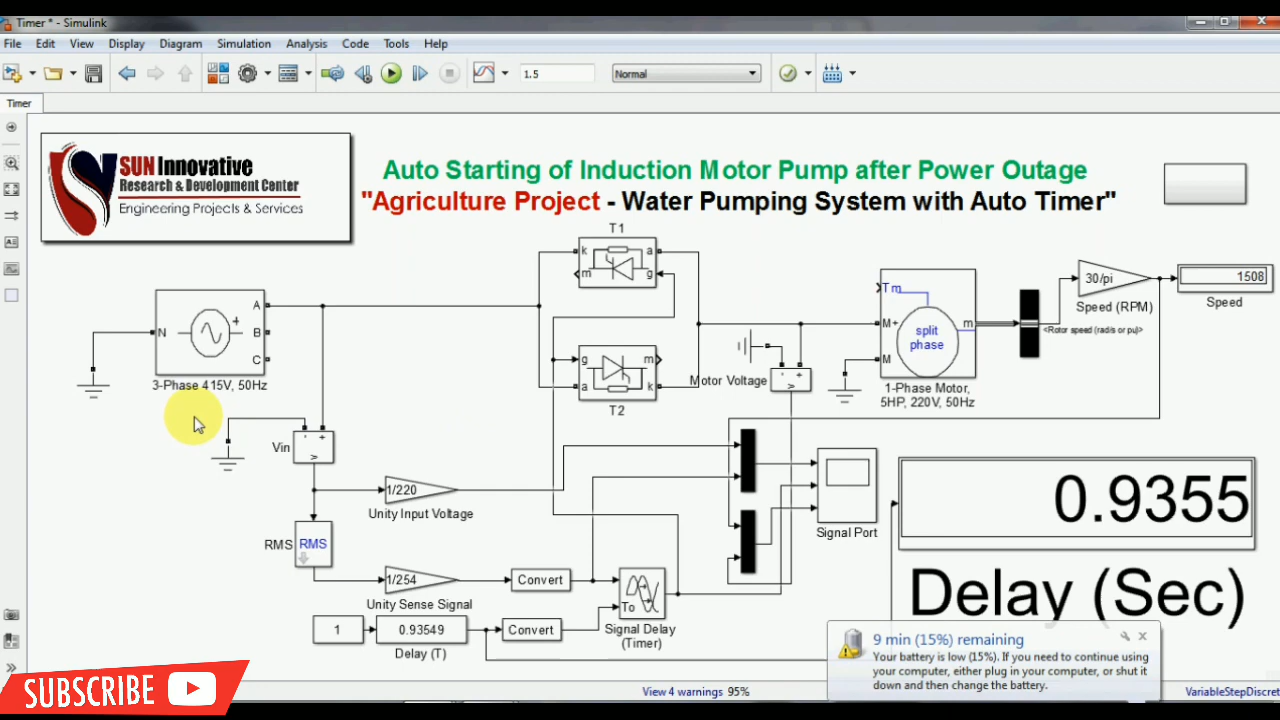 Timer * - Simulink
File Edit View Display Diagram Simulation Analysis Code Tools Help
1.5
Normal
Timer
SUN Innovative
Research & Development Center
Engineering Projects & Services
Auto Starting of Induction Motor Pump after Power Outage
"Agriculture Project - Water Pumping System with Auto Timer"
T1
k a
m g
N A
B
C
3-Phase 415V, 50Hz
g m
a k
T2
Motor Voltage
Tm
M+
M
m
split
phase
1-Phase Motor,
5HP, 220V, 50Hz
<Rotor speed (rad/s or pu)>
30/pi
Speed (RPM)
1508
Speed
Vin
1/220
Unity Input Voltage
RMS
RMS
1/254
Unity Sense Signal
Convert
1
0.93549
Delay (T)
Convert
To
Signal Delay
(Timer)
Signal Port
0.9355
Delay (Sec)
9 min (15%) remaining
Your battery is low (15%). If you need to continue using
your computer, either plug in your computer, or shut it
down and then change the battery.
SUBSCRIBE
View 4 warnings 95%
VariableStepDiscret